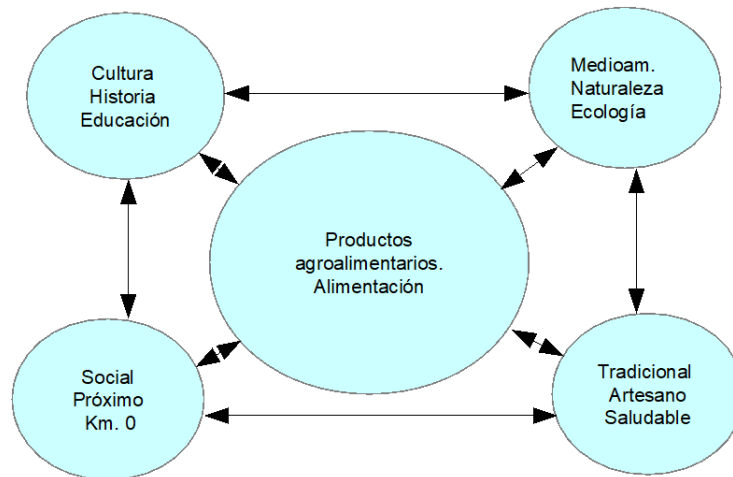 Cultura
Historia
Educación
Medioam.
Naturaleza
Ecología
Productos
agroalimentarios.
Alimentación
Social
Próximo
Km. 0
Tradicional
Artesano
Saludable